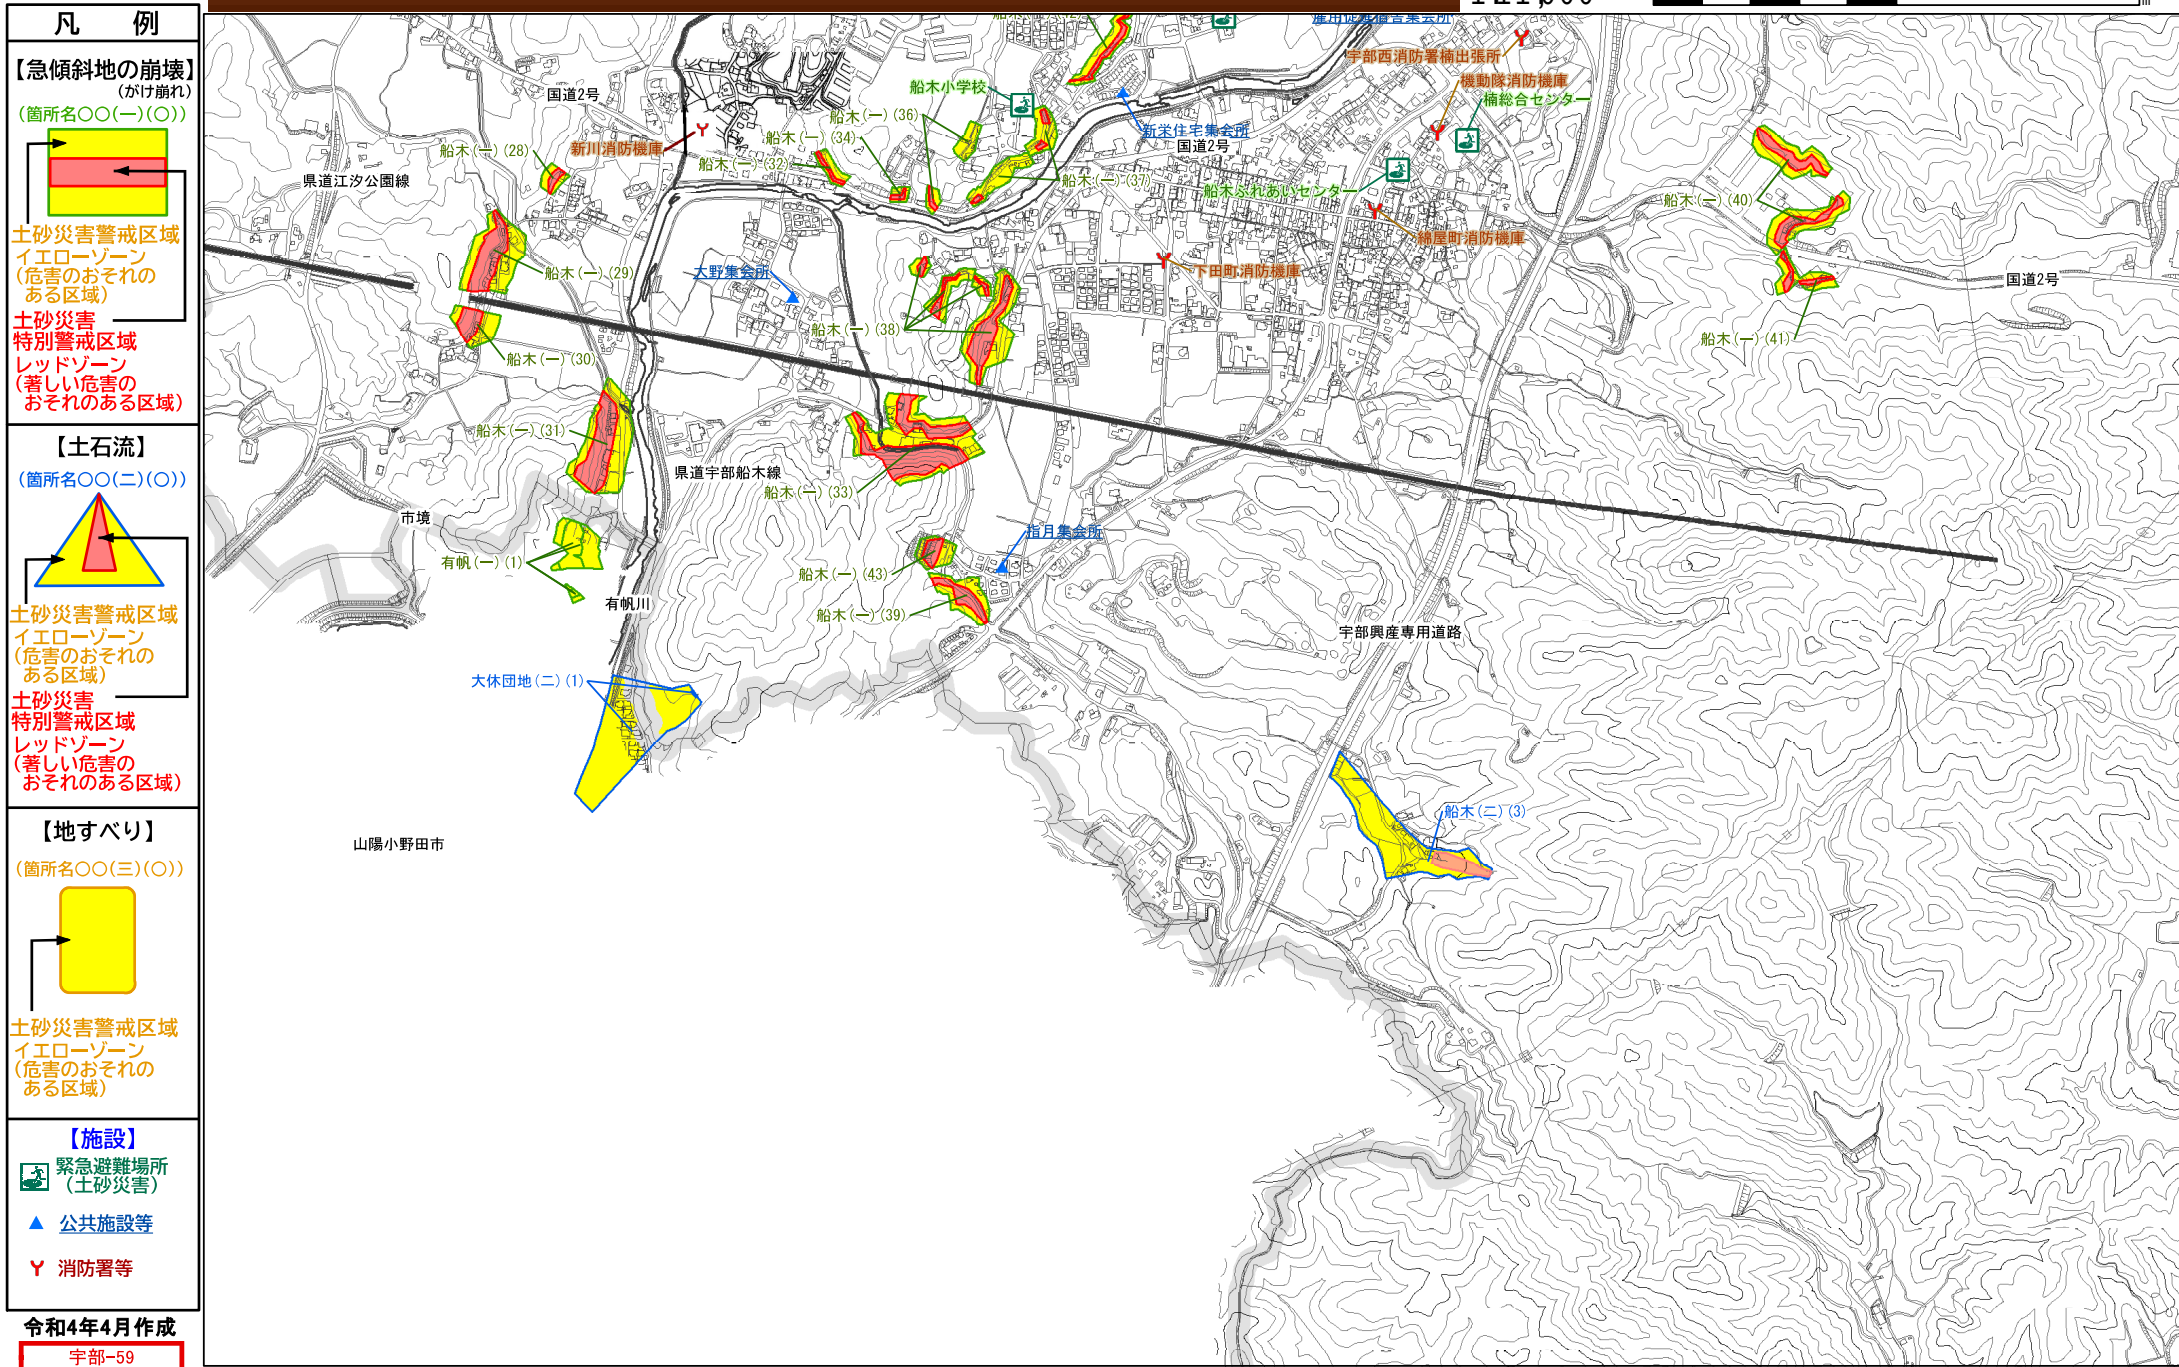 凡 例
【急傾斜地の崩壊】
(がけ崩れ)
(箇所名○○(一)(○))
土砂災害警戒区域
イエローゾーン
(危害のおそれの
ある区域)
土砂災害
特別警戒区域
レッドゾーン
(著しい危害の
おそれのある区域)
【土石流】
(箇所名○○(二)(○))
土砂災害警戒区域
イエローゾーン
(危害のおそれの
ある区域)
土砂災害
特別警戒区域
レッドゾーン
(著しい危害の
おそれのある区域)
【地すべり】
(箇所名○○(三)(○))
土砂災害警戒区域
イエローゾーン
(危害のおそれの
ある区域)
【施設】
緊急避難場所
(土砂災害)
公共施設等
消防署等
令和4年4月作成
宇部-59
宇部西消防署楠出張所
機動隊消防機庫
楠総合センター
国道2号
船木小学校
船木(一)(36)
新栄住宅集会所
国道2号
船木(一)(34)
新川消防機庫
船木(一)(28)
船木(一)(32)
県道江汐公園線
船木(一)(37)
船木ふれあいセンター
船木(一)(40)
綿屋町消防機庫
船木(一)(29)
大野集会所
下田町消防機庫
国道2号
船木(一)(38)
船木(一)(41)
船木(一)(30)
船木(一)(31)
県道宇部船木線
船木(一)(33)
市境
指月集会所
有帆(一)(1)
船木(一)(43)
有帆川
船木(一)(39)
宇部興産専用道路
大休団地(二)(1)
船木(二)(3)
山陽小野田市